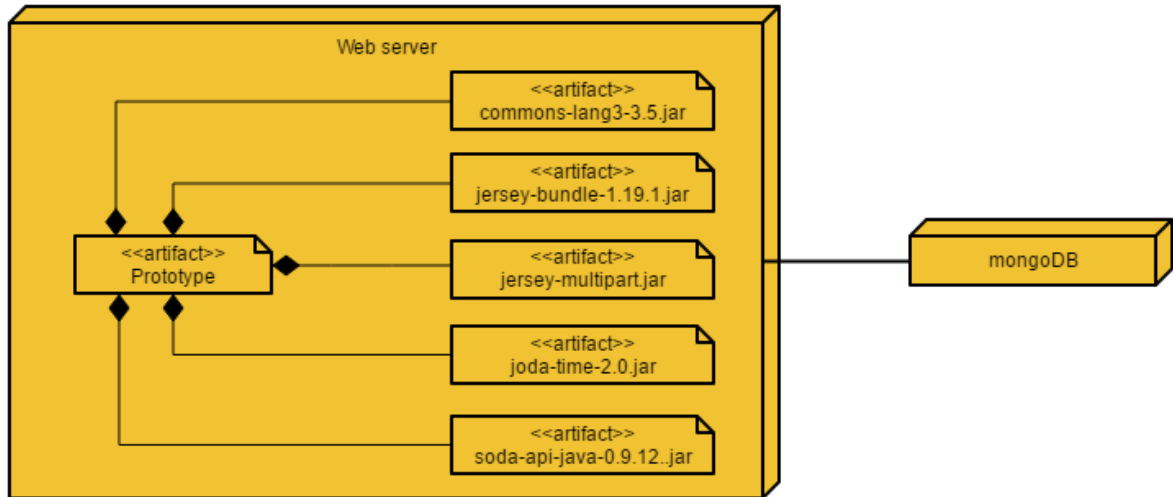 Web server
<<artifact>>
commons-lang3-3.5.jar
<<artifact>>
jersey-bundle-1.19.1.jar
<<artifact>>
Prototype
<<artifact>>
jersey-multipart.jar
mongoDB
<<artifact>>
joda-time-2.0.jar
<<artifact>>
soda-api-java-0.9.12..jar